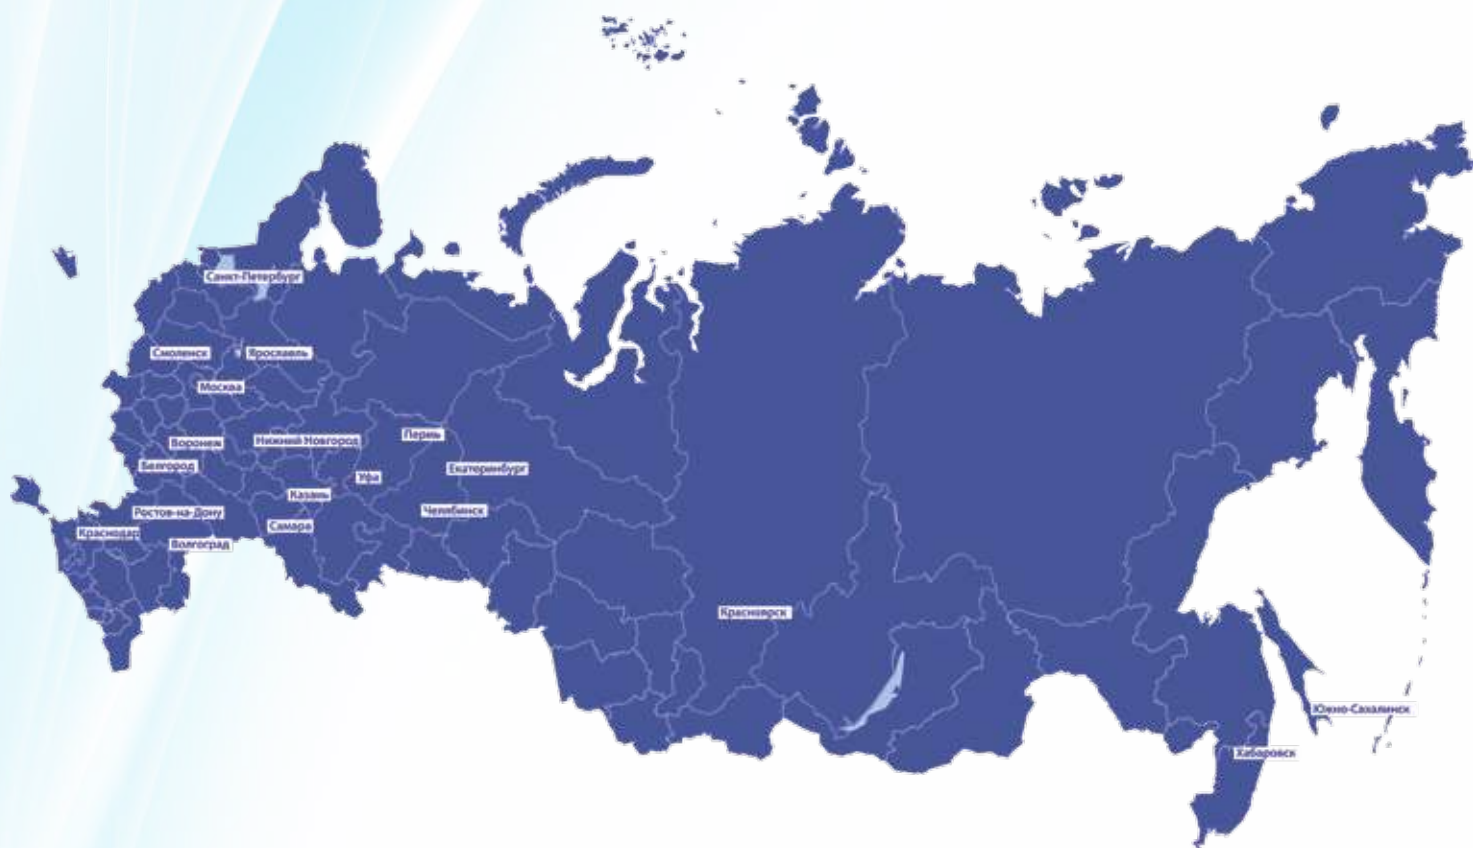 Санкт-Петербург
Смоленск
Ярославль
Москва
Пермь
Воронеж
Нижний Новгород
Белгород
Екатеринбург
Уфа
Казань
Ростов-на-Дону
Челябинск
Самара
Краснодар
Волгоград
Красноярск
Южно-Сахалинск
Хабаровск